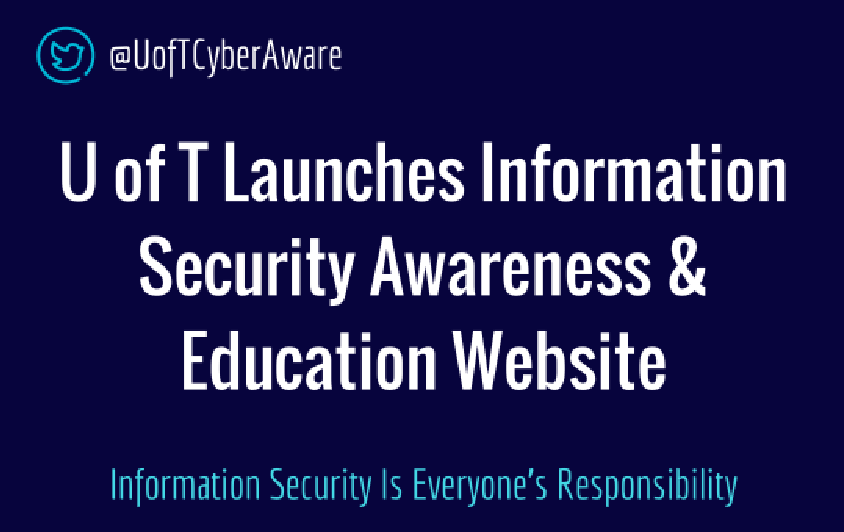 @UofTCyberAware
U of T Launches Information
Security Awareness &
Education Website
Information Security Is Everyone's Responsibility